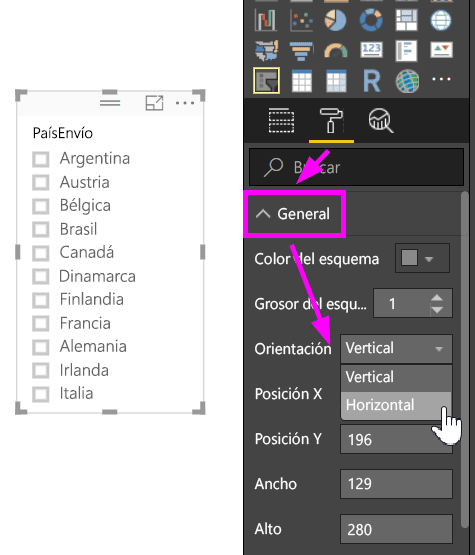 PaísEnvío
Argentina
Austria
Bélgica
Brasil
Canadá
Dinamarca
Finlandia
Francia
Alemania
Irlanda
Italia
123
R
Buscar
General
Color del esquema
Grosor del esqu... 1
Orientación Vertical
Vertical
Horizontal
Posición X
Posición Y 196
Ancho 129
Alto 280